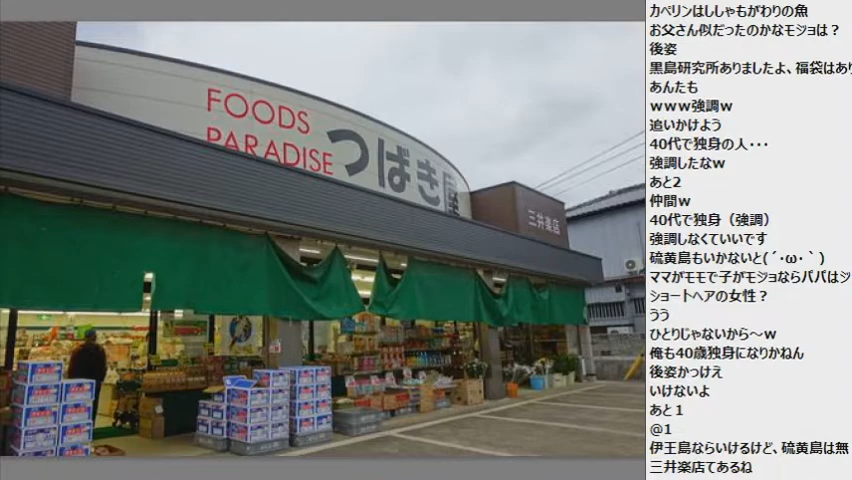 FOODS
PARADISE
つばき屋
三井楽店
カペリンはししゃもがわりの魚
お父さん似だったのかなモジョは？
後姿
黒島研究所ありましたよ、福袋はあり
あんたも
ｗｗｗ強調ｗ
追いかけよう
40代で独身の人・・・
強調したなｗ
あと2
仲間ｗ
40代で独身（強調）
強調しなくていいです
硫黄島もいかないと(´･ω･｀)
ママがモモで子がモジョならパパはジ
ショートヘアの女性？
うう
ひとりじゃないから～ｗ
俺も40歳独身になりかねん
後姿かっけえ
いけないよ
あと１
@1
伊王島ならいけるけど、硫黄島は無
三井楽店てあるね